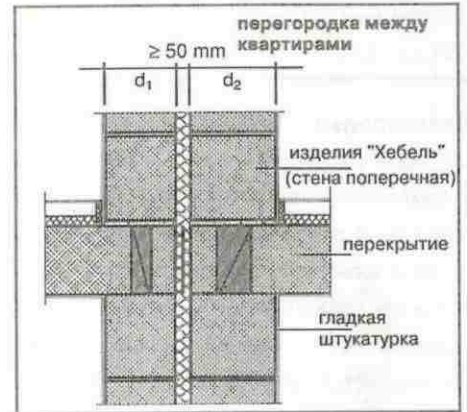 перегородка между
квартирами
≥ 50 mm
d₁ d₂
изделия "Хебель"
(стена поперечная)
перекрытие
гладкая
штукатурка